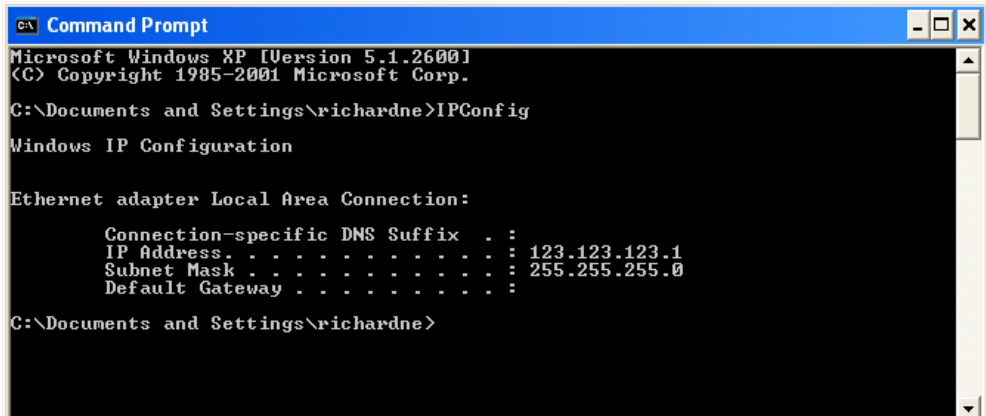 Command Prompt
Microsoft Windows XP [Version 5.1.2600]
(C) Copyright 1985-2001 Microsoft Corp.
C:\Documents and Settings\richardne>IPConfig
Windows IP Configuration
Ethernet adapter Local Area Connection:
Connection-specific DNS Suffix . :
IP Address. . . . . . . . . . . . : 123.123.123.1
Subnet Mask . . . . . . . . . . . : 255.255.255.0
Default Gateway . . . . . . . . . :
C:\Documents and Settings\richardne>